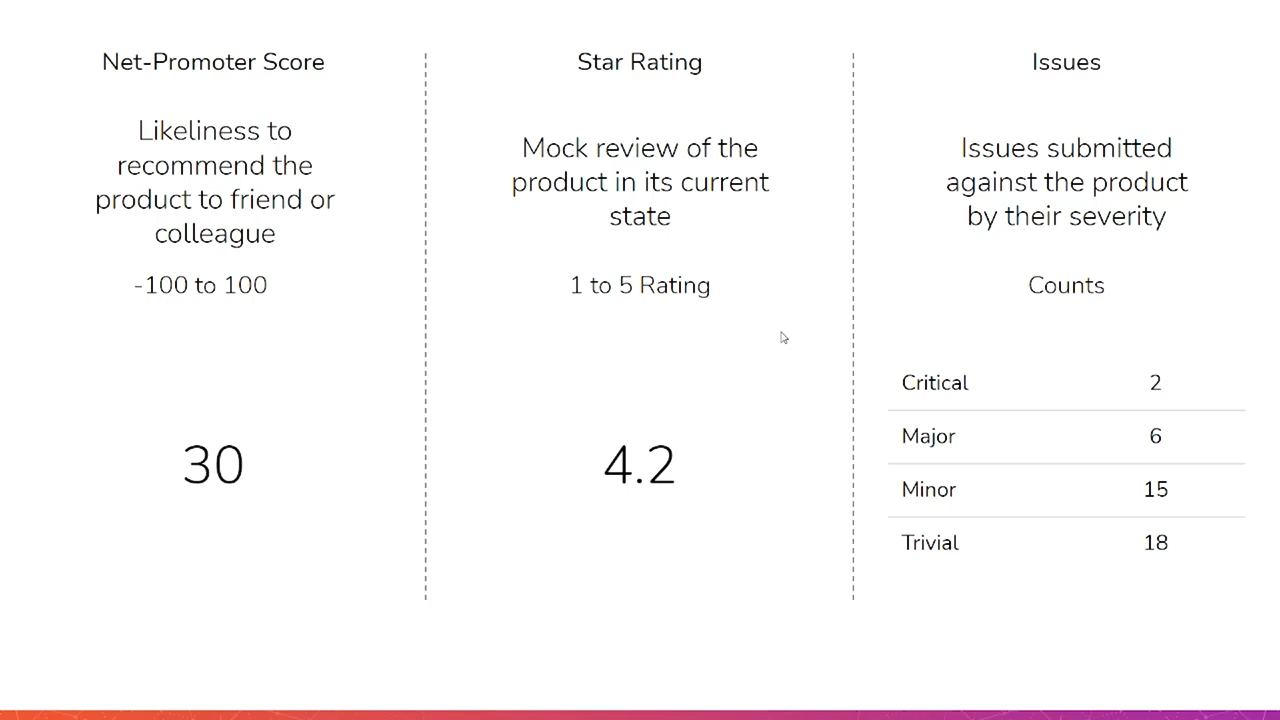 Net-Promoter Score
Likeliness to
recommend the
product to friend or
colleague
-100 to 100
30
Star Rating
Mock review of the
product in its current
state
1 to 5 Rating
4.2
Issues
Issues submitted
against the product
by their severity
Counts
Critical 2
Major 6
Minor 15
Trivial 18